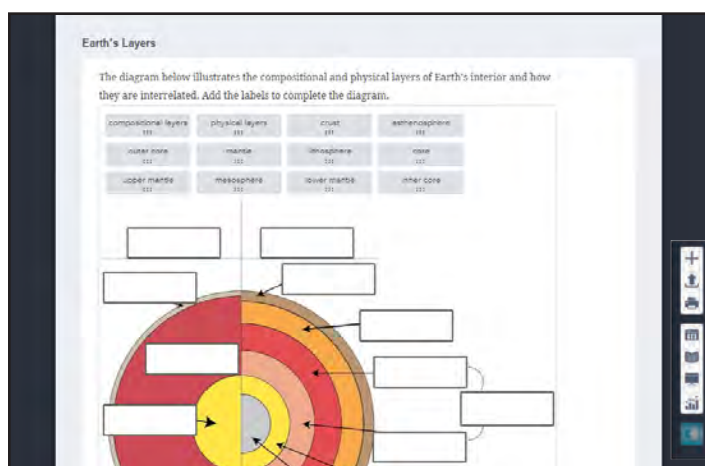 Earth's Layers
The diagram below illustrates the compositional and physical layers of Earth's interior and how
they are interrelated. Add the labels to complete the diagram.
compositional layers physical layers crust asthenosphere
outer core mantle lithosphere core
upper mantle mesosphere lower mantle inner core